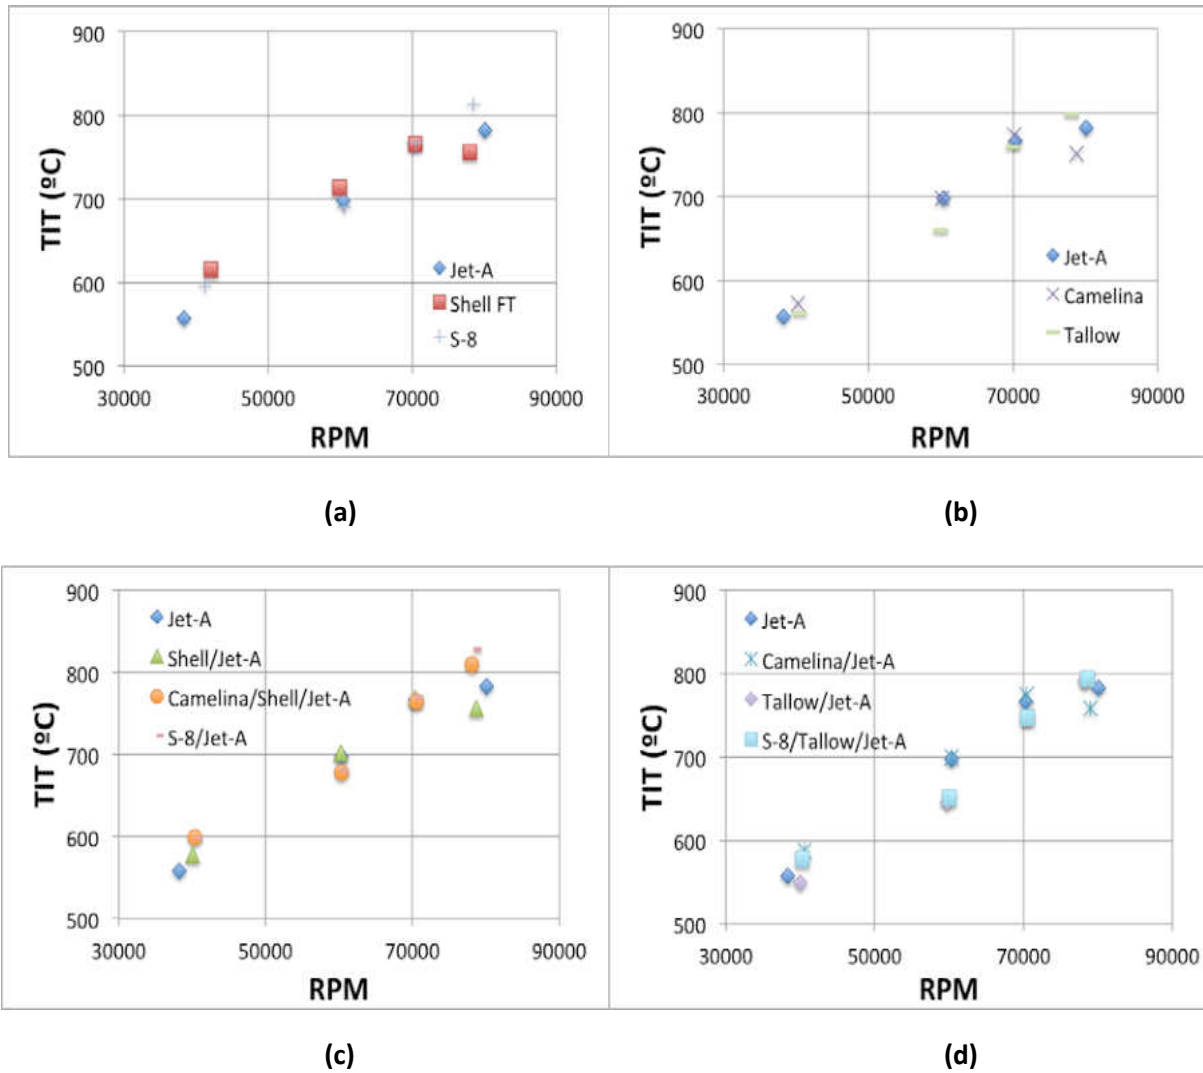 900
800
700
600
500
TIT (ºC)
30000 50000 70000 90000
RPM
Jet-A
Shell FT
S-8
(a)
900
800
700
600
500
TIT (ºC)
30000 50000 70000 90000
RPM
Jet-A
Camelina
Tallow
(b)
900
800
700
600
500
TIT (ºC)
30000 50000 70000 90000
RPM
Jet-A
Shell/Jet-A
Camelina/Shell/Jet-A
S-8/Jet-A
(c)
900
800
700
600
500
TIT (ºC)
30000 50000 70000 90000
RPM
Jet-A
Camelina/Jet-A
Tallow/Jet-A
S-8/Tallow/Jet-A
(d)